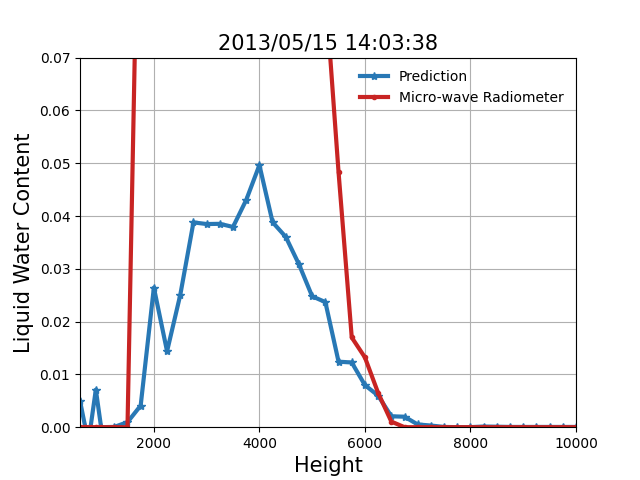 2013/05/15 14:03:38
0.07
0.06
0.05
0.04
0.03
0.02
0.01
0.00
Liquid Water Content
Prediction
Micro-wave Radiometer
2000 4000 6000 8000 10000
Height